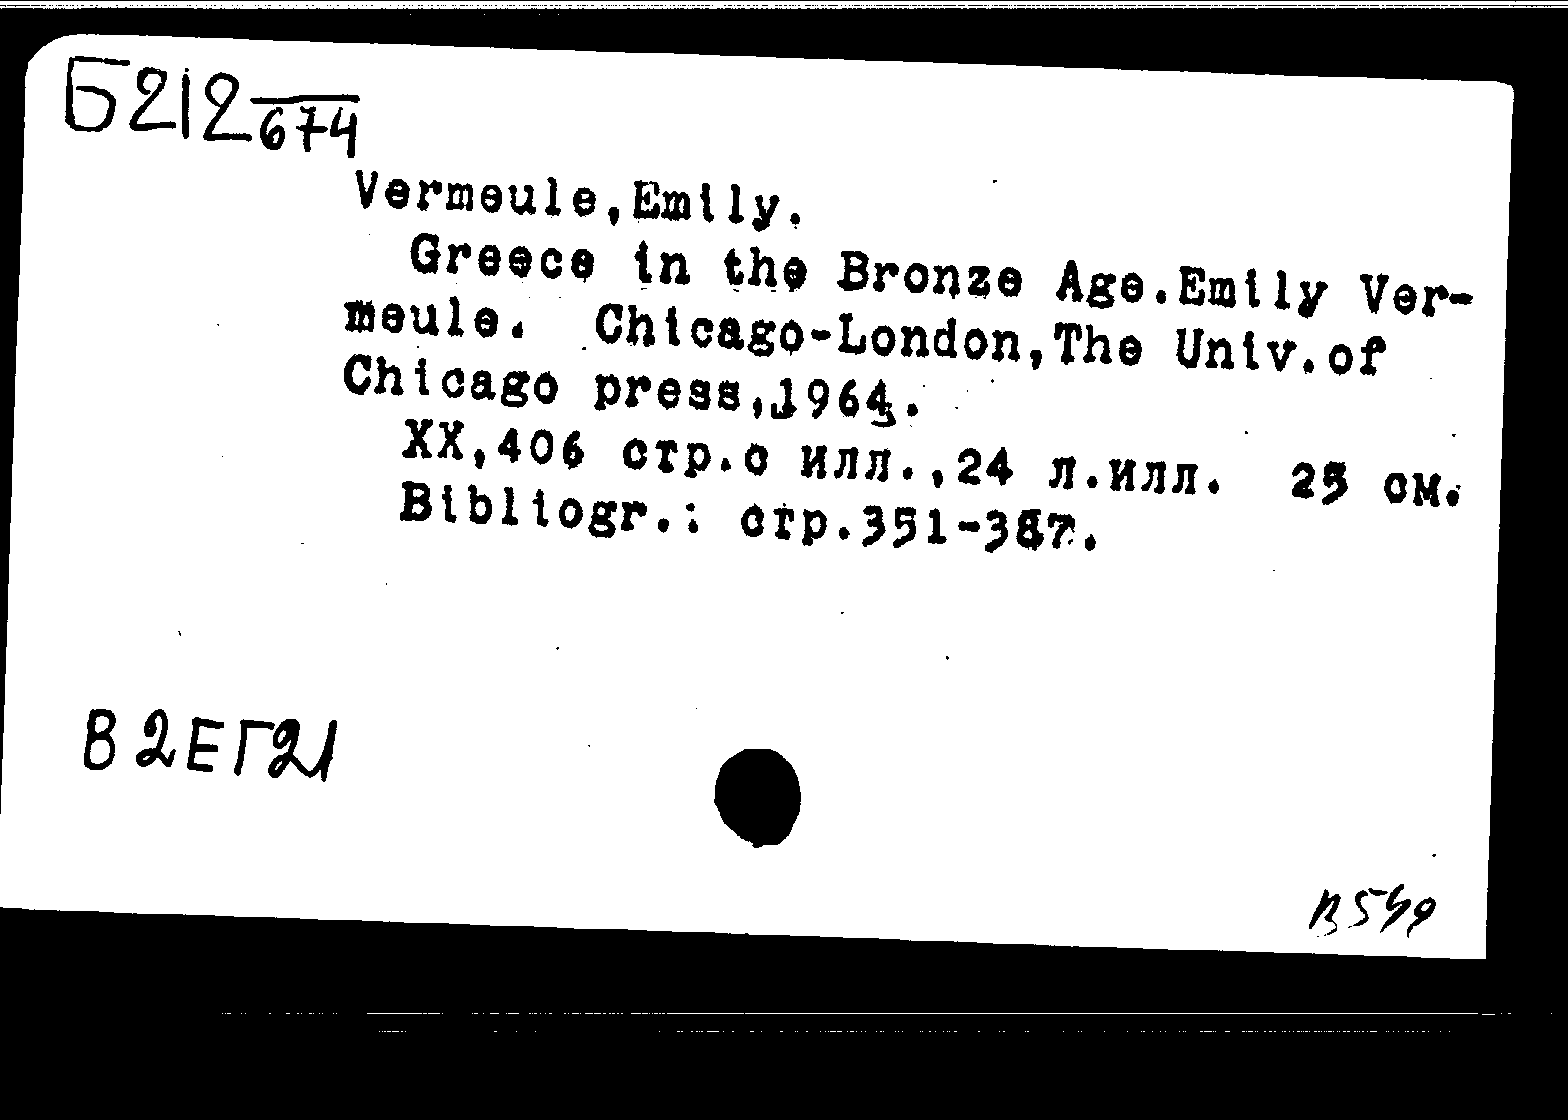 Б212
674
Vermeule,Emily.
Greece in the Bronze Age.Emily Ver-
meule. Chicago-London,The Univ.of
Chicago press,1964.
XX,406 стр.с илл.,24 л.илл. 25 см.
Bibliogr.: стр.351-387.
В2ЕГ21